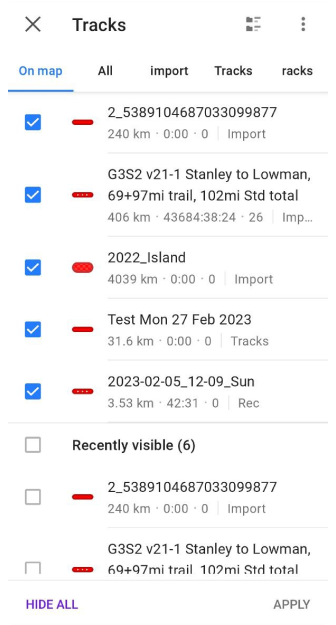 Tracks
On map All import Tracks racks
2_5389104687033099877
240 km · 0:00 · 0 | Import
G3S2 v21-1 Stanley to Lowman,
69+97mi trail, 102mi Std total
406 km · 43684:38:24 · 26 | Imp...
2022_Island
4039 km · 0:00 · 0 | Import
Test Mon 27 Feb 2023
31.6 km · 0:00 · 0 | Tracks
2023-02-05_12-09_Sun
3.53 km · 42:31 · 0 | Rec
Recently visible (6)
2_5389104687033099877
240 km · 0:00 · 0 | Import
G3S2 v21-1 Stanley to Lowman,
69+97mi trail, 102mi Std total
HIDE ALL APPLY